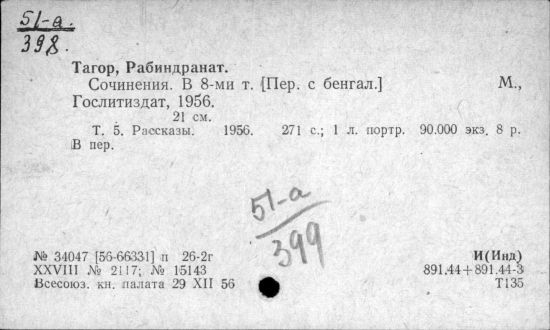 51-а.
398.
Тагор, Рабиндранат.
Сочинения. В 8-ми т. [Пер. с бенгал.] М.,
Гослитиздат, 1956.
21 см.
Т. 5. Рассказы. 1956. 271 с.; 1 л. портр. 90.000 экз. 8 р.
В пер.
51-а
399
№ 34047 [56-66331] п 26-2г
XXVIII № 2117; № 15143
Всесоюз. кн. палата 29 XII 56
И(Инд)
891.44+891.44-3
Т135